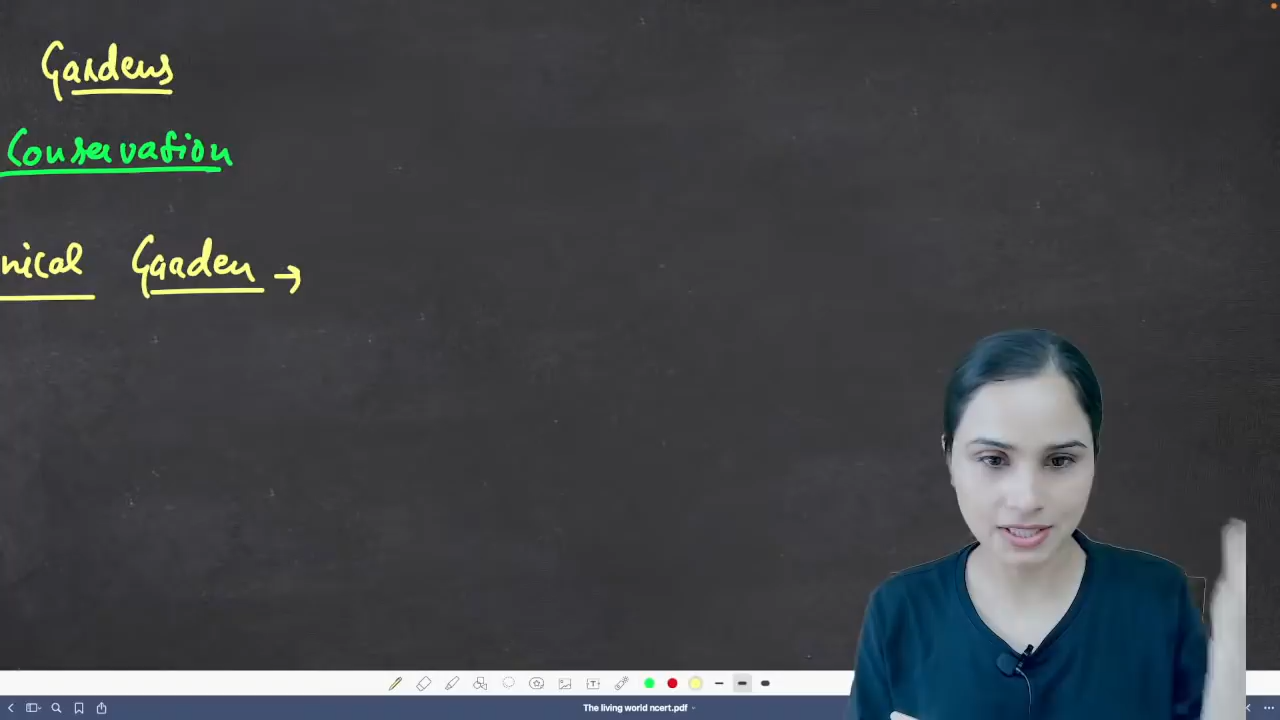 Gardens
Conservation
nical Garden →
The living world ncert.pdf